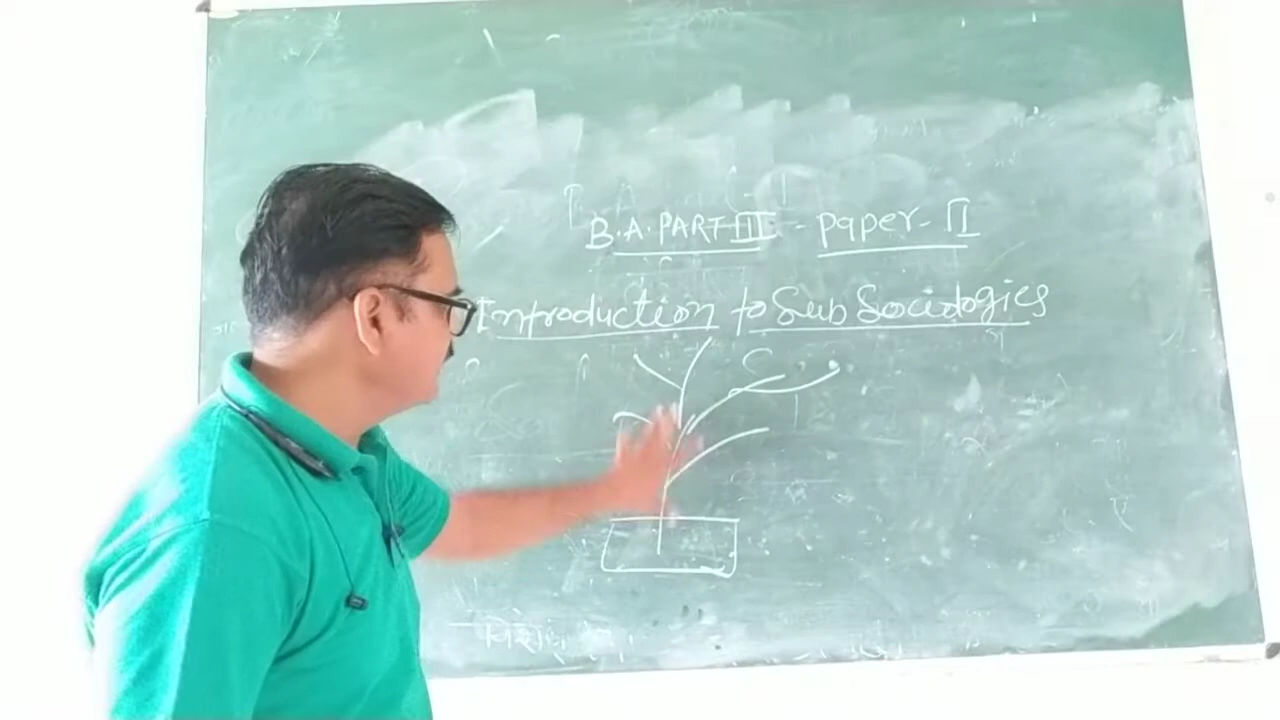 B.A. PART III - paper - II
Introduction to Sub Sociologies